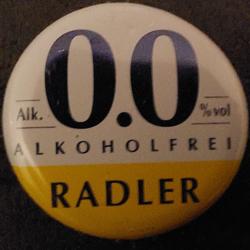 Alk. 0.0 %vol
ALKOHOLFREI
RADLER